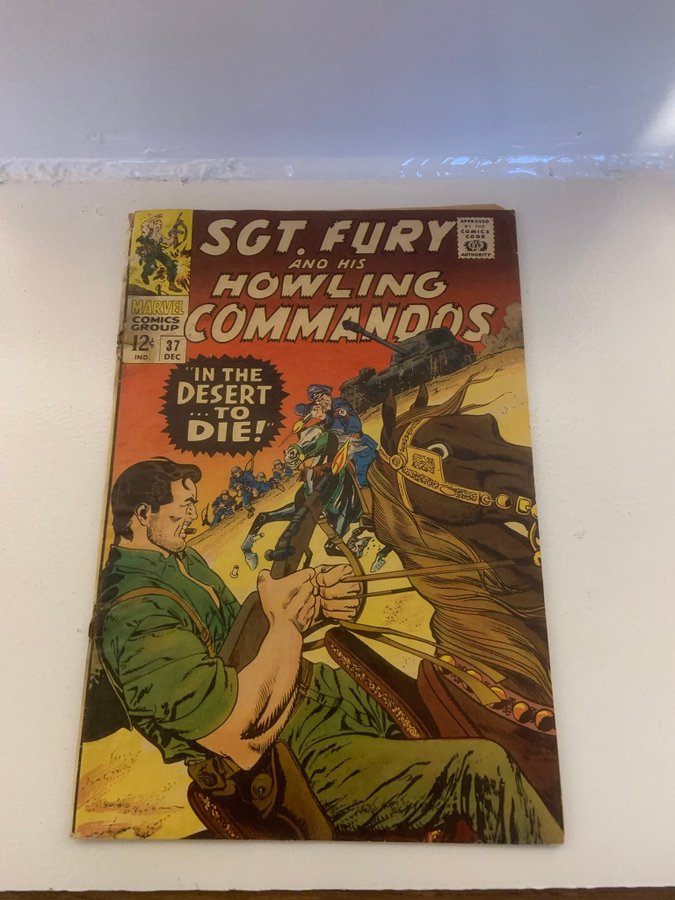 SGT. FURY
AND HIS
HOWLING
COMMANDOS
APPROVED
BY THE
COMICS
CODE
AUTHORITY
MARVEL
COMICS
GROUP
12¢
IND.
37
DEC
"IN THE
DESERT
...TO
DIE!"